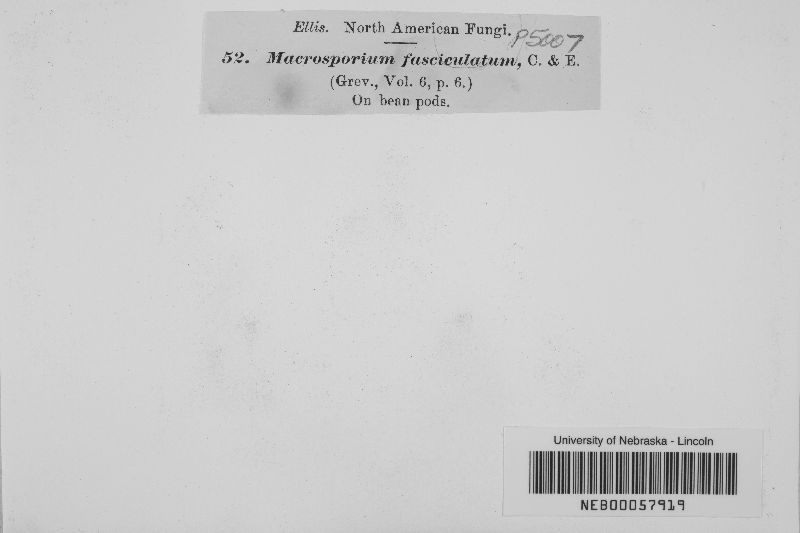 Ellis. North American Fungi.
P5007
52. Macrosporium fasciculatum, C. & E.
(Grev., Vol. 6, p. 6.)
On bean pods.
University of Nebraska - Lincoln
NEB00057919